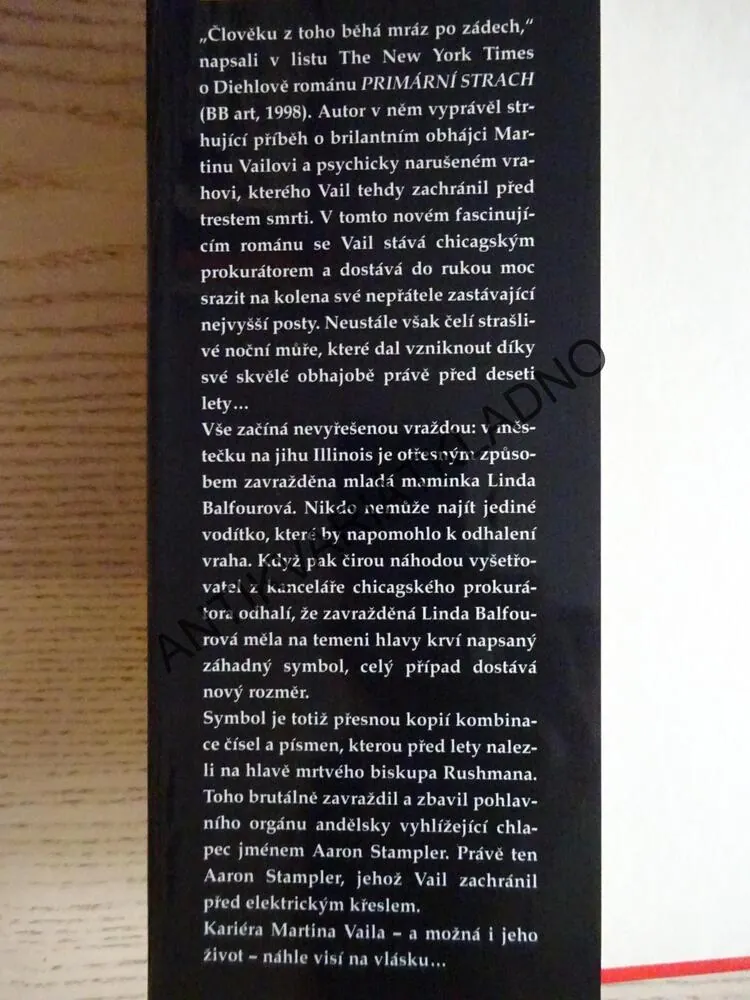 „Člověku z toho běhá mráz po zádech,“
napsali v listu The New York Times
o Diehlově románu PRIMÁRNÍ STRACH
(BB art, 1998). Autor v něm vyprávěl str-
hující příběh o brilantním obhájci Mar-
tinu Vailovi a psychicky narušeném vra-
hovi, kterého Vail tehdy zachránil před
trestem smrti. V tomto novém fascinují-
cím románu se Vail stává chicagským
prokurátorem a dostává do rukou moc
srazit na kolena své nepřátele zastávající
nejvyšší posty. Neustále však čelí strašli-
vé noční můře, které dal vzniknout díky
své skvělé obhajobě právě před deseti
lety...
Vše začíná nevyřešenou vraždou: v měs-
tečku na jihu Illinois je otřesným způso-
bem zavražděna mladá maminka Linda
Balfourová. Nikdo nemůže najít jediné
vodítko, které by napomohlo k odhalení
vraha. Když pak čirou náhodou vyšetřo-
vatel z kanceláře chicagského prokurá-
tora odhalí, že zavražděná Linda Balfou-
rová měla na temeni hlavy krví napsaný
záhadný symbol, celý případ dostává
nový rozměr.
Symbol je totiž přesnou kopií kombina-
ce čísel a písmen, kterou před lety nalez-
li na hlavě mrtvého biskupa Rushmana.
Toho brutálně zavraždil a zbavil pohlav-
ního orgánu andělsky vyhlížející chla-
pec jménem Aaron Stampler. Právě ten
Aaron Stampler, jehož Vail zachránil
před elektrickým křeslem.
Kariéra Martina Vaila – a možná i jeho
život – náhle visí na vlásku...
ANTIKVARIAT KLADNO